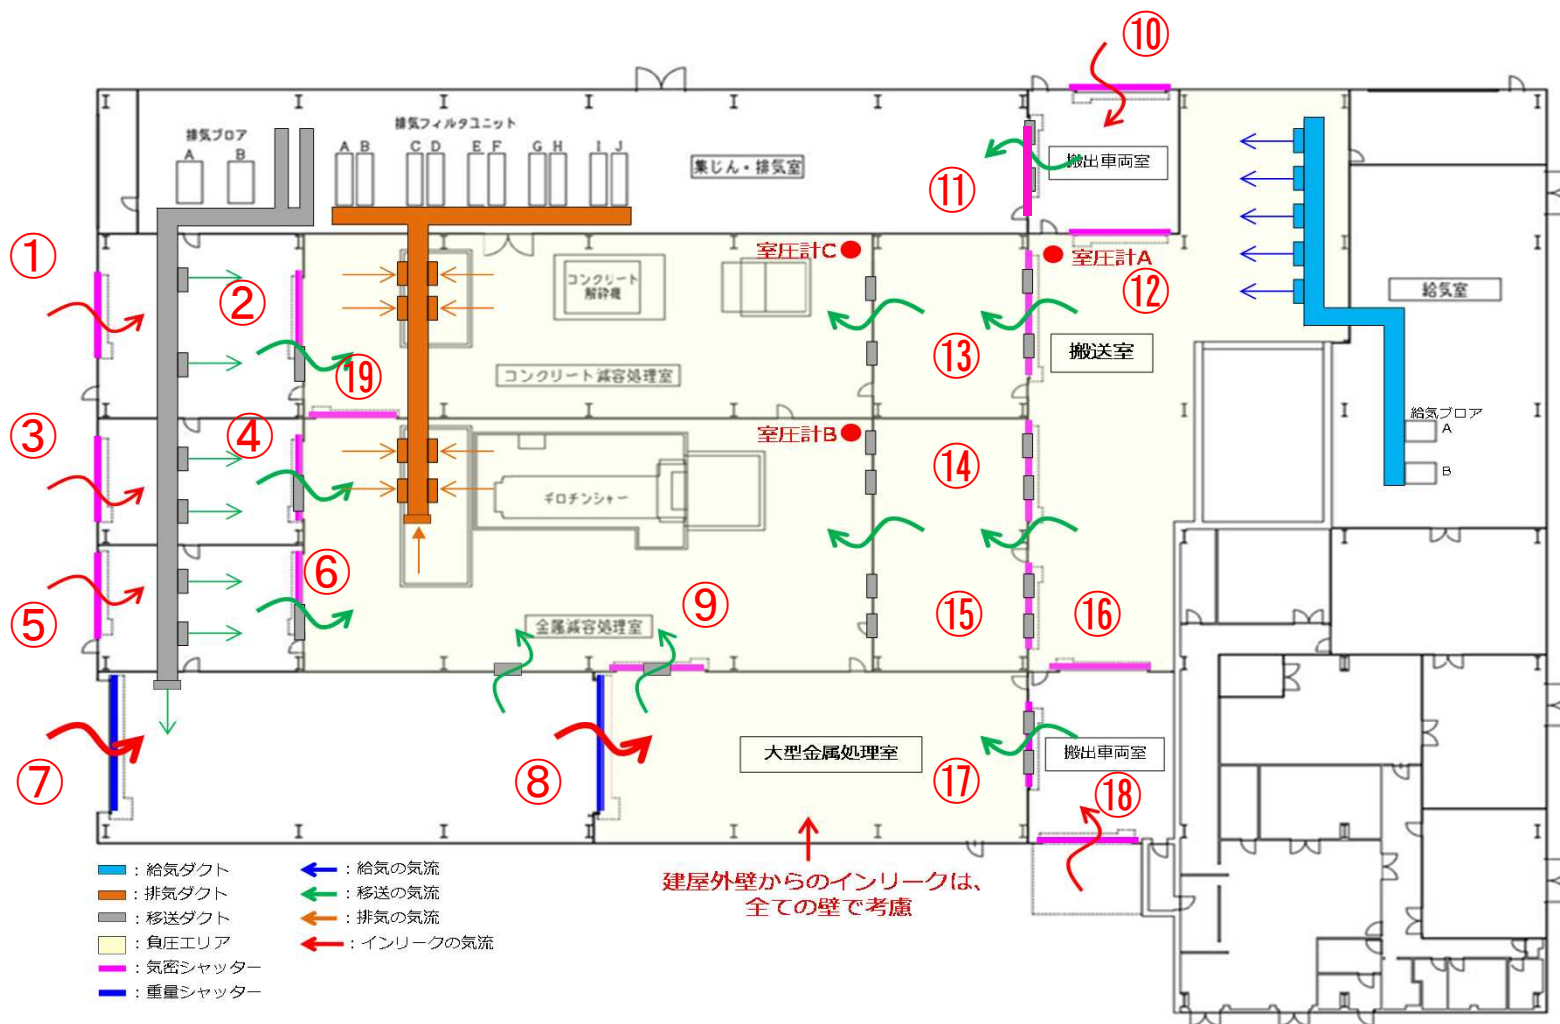 ⑩
排気ブロア
A B
排気フィルタユニット
A B C D E F G H I J
集じん・排気室
⑪
搬出車両室
①
②
室圧計C
室圧計A
⑫
コンクリート
解砕機
給気室
⑬
搬送室
⑲
コンクリート減容処理室
給気ブロア
A
B
③
④
室圧計B
⑭
ギロチンシャー
⑤
⑥
⑨
金属減容処理室
⑮
⑯
⑦
⑧
大型金属処理室
⑰
搬出車両室
⑱
建屋外壁からのインリークは、
全ての壁で考慮
：給気ダクト
：排気ダクト
：移送ダクト
：負圧エリア
：気密シャッター
：重量シャッター
：給気の気流
：移送の気流
：排気の気流
：インリークの気流